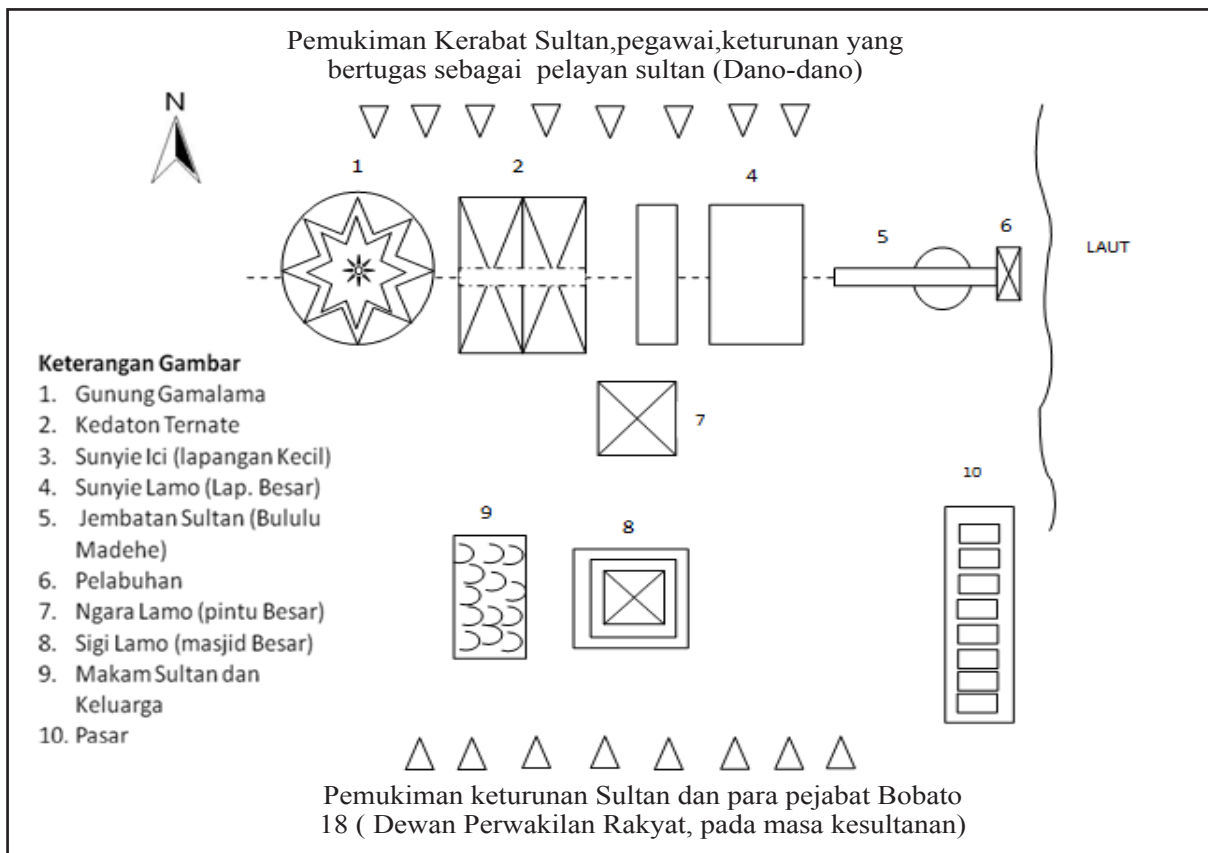 Pemukiman Kerabat Sultan,pegawai,keturunan yang
bertugas sebagai pelayan sultan (Dano-dano)
N
1
2
4
5
6
LAUT
Keterangan Gambar
1. Gunung Gamalama
2. Kedaton Ternate
3. Sunyie Ici (lapangan Kecil)
4. Sunyie Lamo (Lap. Besar)
5. Jembatan Sultan (Bululu
Madehe)
6. Pelabuhan
7. Ngara Lamo (pintu Besar)
8. Sigi Lamo (masjid Besar)
9. Makam Sultan dan
Keluarga
10. Pasar
7
10
9
8
Pemukiman keturunan Sultan dan para pejabat Bobato
18 ( Dewan Perwakilan Rakyat, pada masa kesultanan)